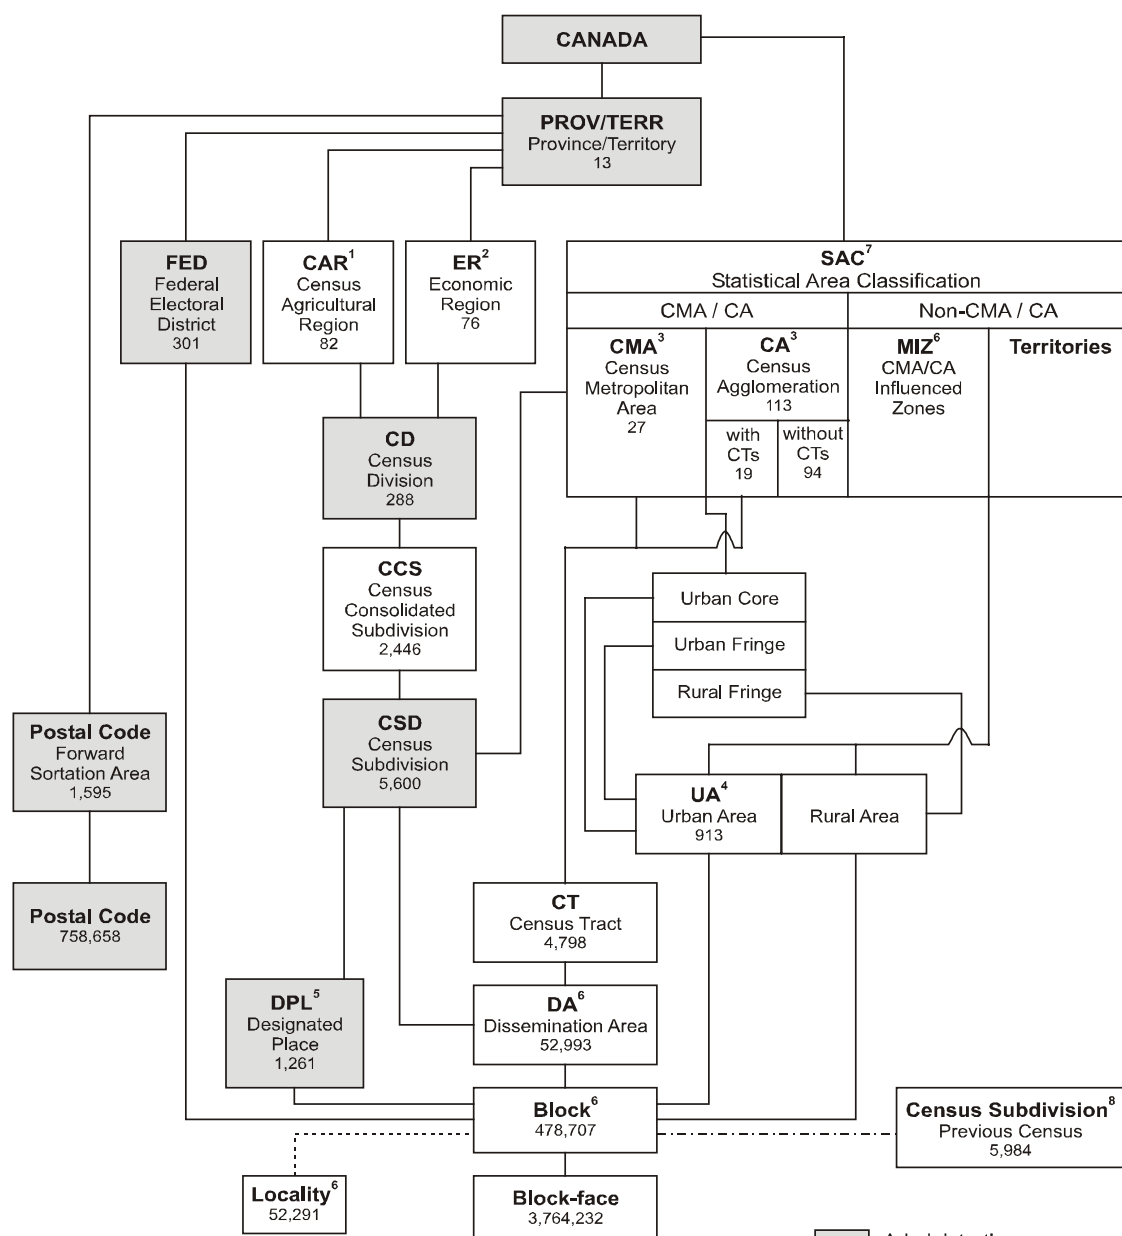 CANADA
PROV/TERR
Province/Territory
13
FED
Federal
Electoral
District
301
CAR1
Census
Agricultural
Region
82
ER2
Economic
Region
76
SAC7
Statistical Area Classification
CMA / CA
Non-CMA / CA
CMA3
Census
Metropolitan
Area
27
CA3
Census
Agglomeration
113
with
CTs
19
without
CTs
94
MIZ6
CMA/CA
Influenced
Zones
Territories
CD
Census
Division
288
CCS
Census
Consolidated
Subdivision
2,446
Urban Core
Urban Fringe
Rural Fringe
Postal Code
Forward
Sortation Area
1,595
CSD
Census
Subdivision
5,600
UA4
Urban Area
913
Rural Area
Postal Code
758,658
CT
Census Tract
4,798
DPL5
Designated
Place
1,261
DA6
Dissemination Area
52,993
Block6
478,707
Census Subdivision8
Previous Census
5,984
Locality6
52,291
Block-face
3,764,232